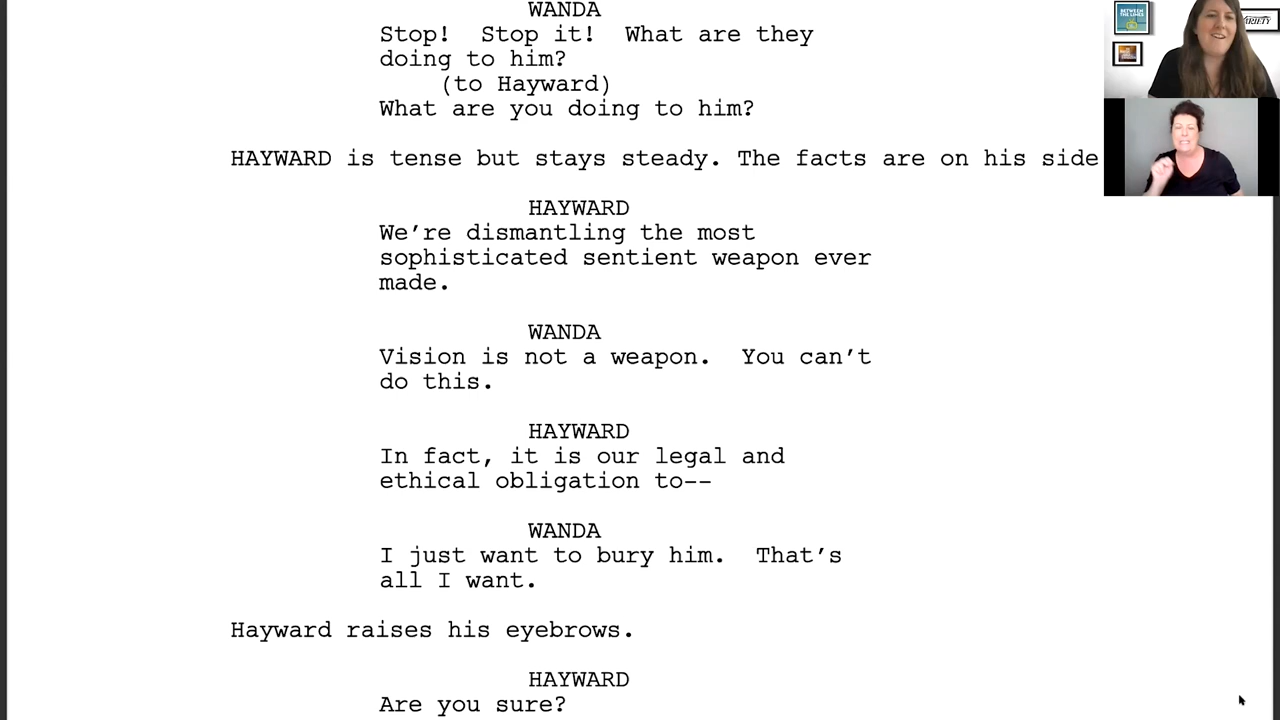 WANDA
Stop!  Stop it!  What are they
doing to him?
(to Hayward)
What are you doing to him?
HAYWARD is tense but stays steady. The facts are on his side
HAYWARD
We’re dismantling the most
sophisticated sentient weapon ever
made.
WANDA
Vision is not a weapon.  You can’t
do this.
HAYWARD
In fact, it is our legal and
ethical obligation to--
WANDA
I just want to bury him.  That’s
all I want.
Hayward raises his eyebrows.
HAYWARD
Are you sure?
BETWEEN
THE LINES
VARIETY